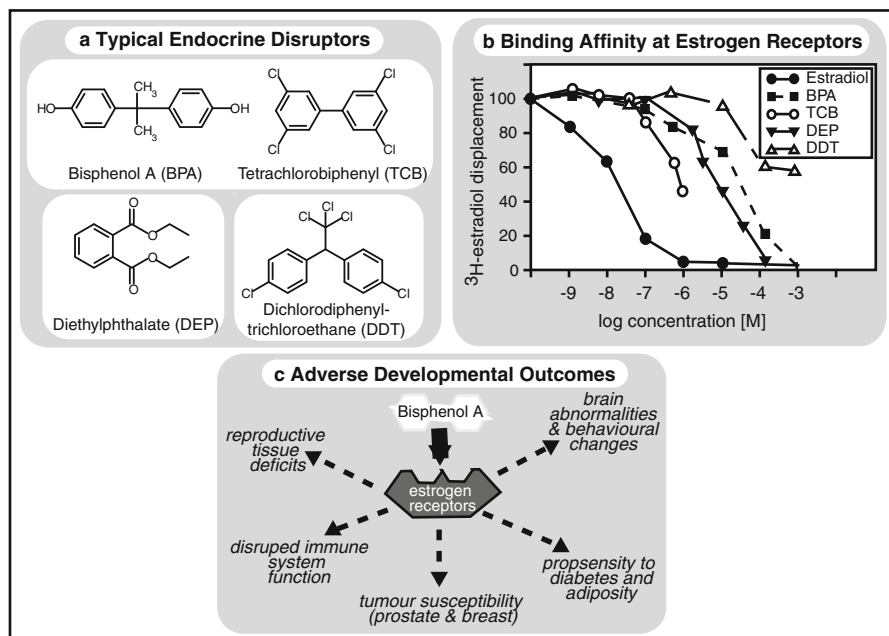 a Typical Endocrine Disruptors
HO
CH₃
CH₃
OH
Bisphenol A (BPA)
Cl
Cl
Cl
Cl
Tetrachlorobiphenyl (TCB)
O
O
O
O
Diethylphthalate (DEP)
Cl
Cl
Cl
Cl
Cl
Dichlorodiphenyl-
trichloroethane (DDT)
b Binding Affinity at Estrogen Receptors
Estradiol
BPA
TCB
DEP
DDT
³H-estradiol displacement
100
80
60
40
20
0
-9 -8 -7 -6 -5 -4 -3
log concentration [M]
c Adverse Developmental Outcomes
Bisphenol A
estrogen
receptors
reproductive
tissue
deficits
brain
abnormalities
& behavioural
changes
disruped immune
system
function
tumour susceptibility
(prostate & breast)
propsensity to
diabetes and
adiposity